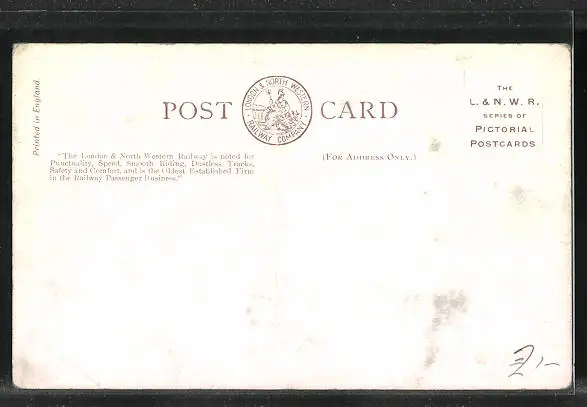 Printed in England.
POST CARD
LONDON & NORTH WESTERN
RAILWAY COMPANY
THE
L. & N. W. R.
SERIES OF
PICTORIAL
POSTCARDS
"The London & North Western Railway is noted for
Punctuality, Speed, Smooth Riding, Dustless Tracks,
Safety and Comfort, and is the Oldest Established Firm
in the Railway Passenger Business."
(FOR ADDRESS ONLY.)